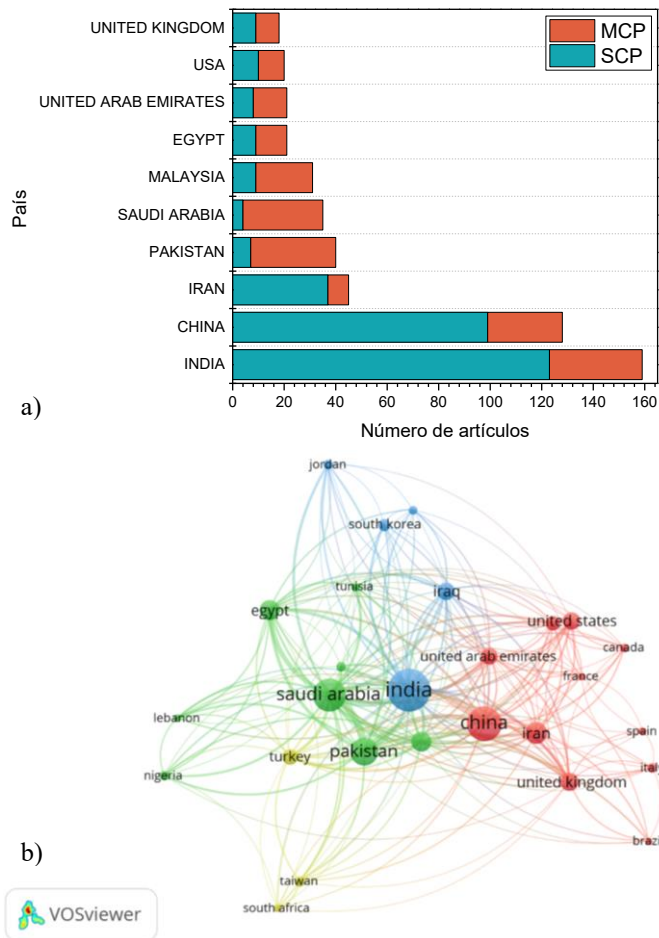 UNITED KINGDOM
USA
UNITED ARAB EMIRATES
EGYPT
MALAYSIA
SAUDI ARABIA
PAKISTAN
IRAN
CHINA
INDIA
País
MCP
SCP
0 20 40 60 80 100 120 140 160
Número de artículos
a)
jordan
south korea
tunisia
iraq
egypt
united states
canada
united arab emirates
france
saudi arabia
india
lebanon
china
iran
spain
pakistan
turkey
nigeria
united kingdom
italy
brazi
taiwan
south africa
b)
VOSviewer